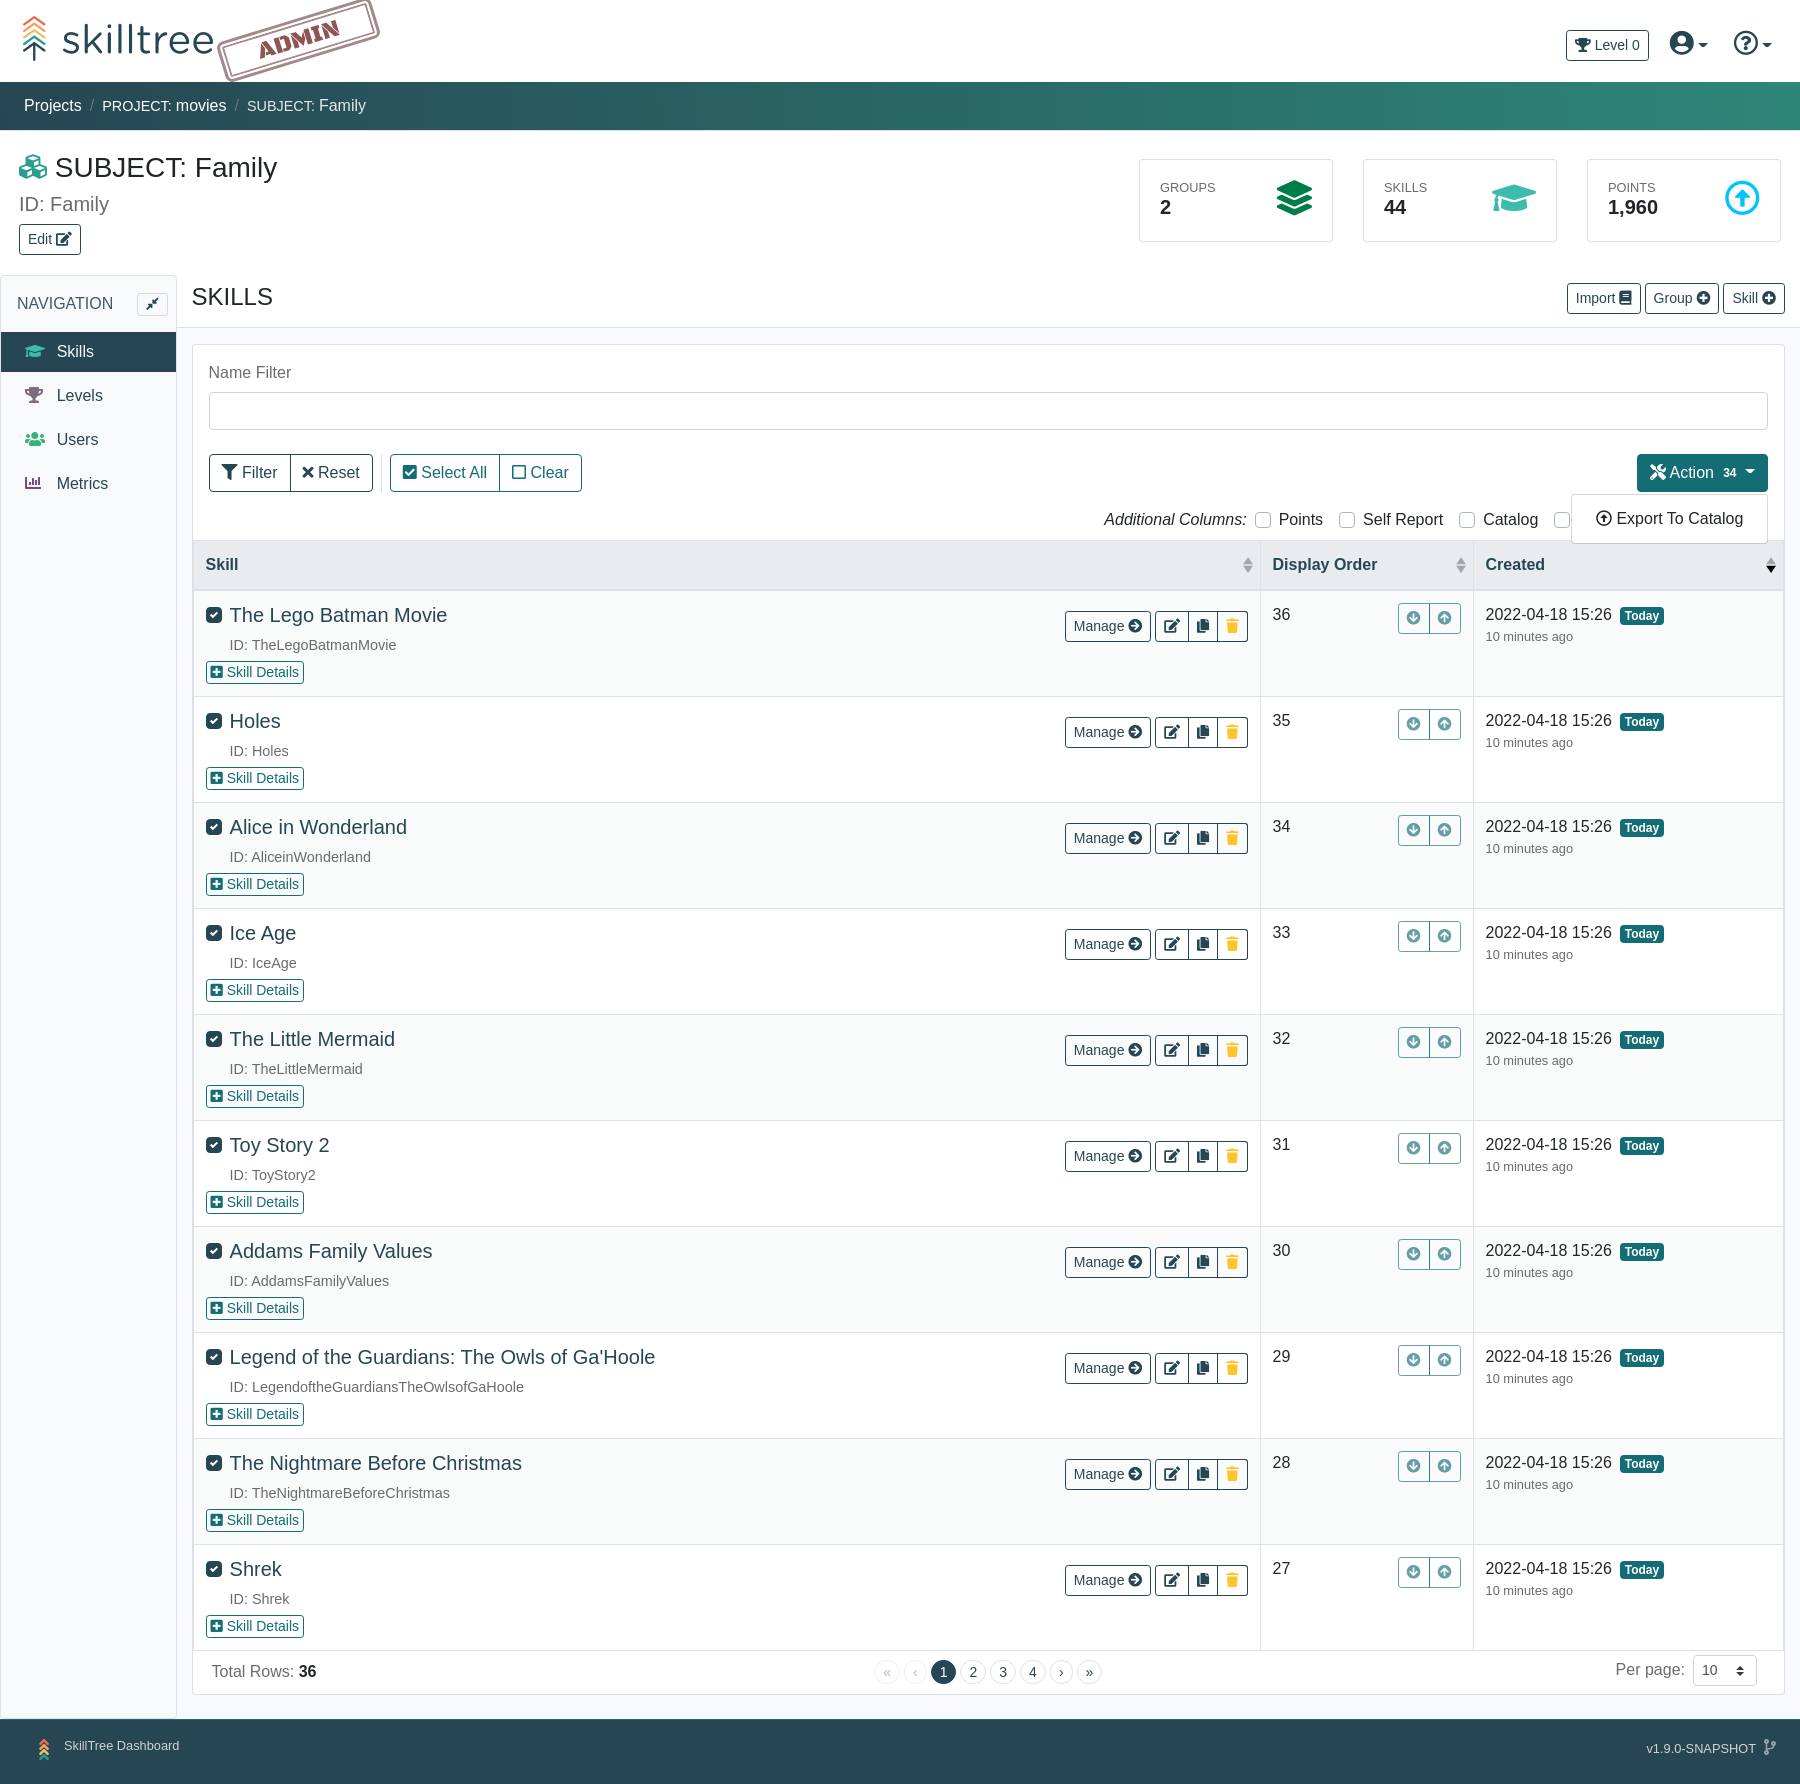 skilltree ADMIN
Level 0
Projects / PROJECT: movies / SUBJECT: Family
SUBJECT: Family
ID: Family
Edit
GROUPS
2
SKILLS
44
POINTS
1,960
NAVIGATION
Skills
Levels
Users
Metrics
SKILLS
Import
Group
Skill
Name Filter
Filter
Reset
Select All
Clear
Action 34
Export To Catalog
Additional Columns: Points Self Report Catalog
Skill Display Order Created
The Lego Batman Movie Manage 36 2022-04-18 15:26 Today
ID: TheLegoBatmanMovie 10 minutes ago
Skill Details
Holes Manage 35 2022-04-18 15:26 Today
ID: Holes 10 minutes ago
Skill Details
Alice in Wonderland Manage 34 2022-04-18 15:26 Today
ID: AliceinWonderland 10 minutes ago
Skill Details
Ice Age Manage 33 2022-04-18 15:26 Today
ID: IceAge 10 minutes ago
Skill Details
The Little Mermaid Manage 32 2022-04-18 15:26 Today
ID: TheLittleMermaid 10 minutes ago
Skill Details
Toy Story 2 Manage 31 2022-04-18 15:26 Today
ID: ToyStory2 10 minutes ago
Skill Details
Addams Family Values Manage 30 2022-04-18 15:26 Today
ID: AddamsFamilyValues 10 minutes ago
Skill Details
Legend of the Guardians: The Owls of Ga'Hoole Manage 29 2022-04-18 15:26 Today
ID: LegendoftheGuardiansTheOwlsofGaHoole 10 minutes ago
Skill Details
The Nightmare Before Christmas Manage 28 2022-04-18 15:26 Today
ID: TheNightmareBeforeChristmas 10 minutes ago
Skill Details
Shrek Manage 27 2022-04-18 15:26 Today
ID: Shrek 10 minutes ago
Skill Details
Total Rows: 36 « ‹ 1 2 3 4 › » Per page: 10
SkillTree Dashboard v1.9.0-SNAPSHOT